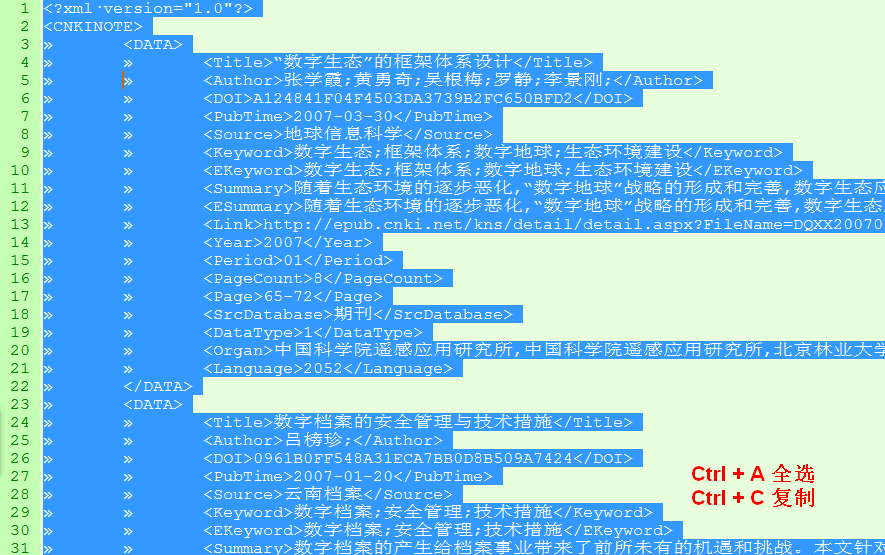 1 <?xml·version="1.0"?>
2 <CNKINOTE>
3 » <DATA>
4 » » <Title>“数字生态”的框架体系设计</Title>
5 » » <Author>张学霞;黄勇奇;吴根梅;罗静;李景刚;</Author>
6 » » <DOI>A124841F04F4503DA3739B2FC650BFD2</DOI>
7 » » <PubTime>2007-03-30</PubTime>
8 » » <Source>地球信息科学</Source>
9 » » <Keyword>数字生态;框架体系;数字地球;生态环境建设</Keyword>
10 » » <EKeyword>数字生态;框架体系;数字地球;生态环境建设</EKeyword>
11 » » <Summary>随着生态环境的逐步恶化,“数字地球”战略的形成和完善,数字生态应
12 » » <ESummary>随着生态环境的逐步恶化,“数字地球”战略的形成和完善,数字生态
13 » » <Link>http://epub.cnki.net/kns/detail/detail.aspx?FileName=DQXX20070
14 » » <Year>2007</Year>
15 » » <Period>01</Period>
16 » » <PageCount>8</PageCount>
17 » » <Page>65-72</Page>
18 » » <SrcDatabase>期刊</SrcDatabase>
19 » » <DataType>1</DataType>
20 » » <Organ>中国科学院遥感应用研究所,中国科学院遥感应用研究所,北京林业大学
21 » » <Language>2052</Language>
22 » </DATA>
23 » <DATA>
24 » » <Title>数字档案的安全管理与技术措施</Title>
25 » » <Author>吕榜珍;</Author>
26 » » <DOI>0961B0FF548A31ECA7BB0D8B509A7424</DOI>
27 » » <PubTime>2007-01-20</PubTime>
28 » » <Source>云南档案</Source>
29 » » <Keyword>数字档案;安全管理;技术措施</Keyword>
30 » » <EKeyword>数字档案;安全管理;技术措施</EKeyword>
31 » » <Summary>数字档案的产生给档案事业带来了前所未有的机遇和挑战。本文针对
Ctrl + A 全选
Ctrl + C 复制